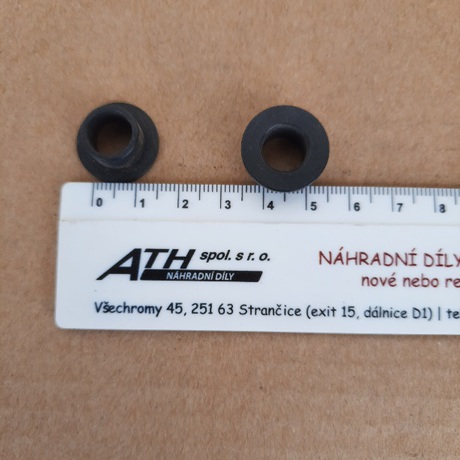 0 1 2 3 4 5 6 7 8
ATH spol. s r. o.
NÁHRADNÍ DÍLY
NÁHRADNÍ DÍLY
nové nebo re
Všechromy 45, 251 63 Strančice (exit 15, dálnice D1) | te